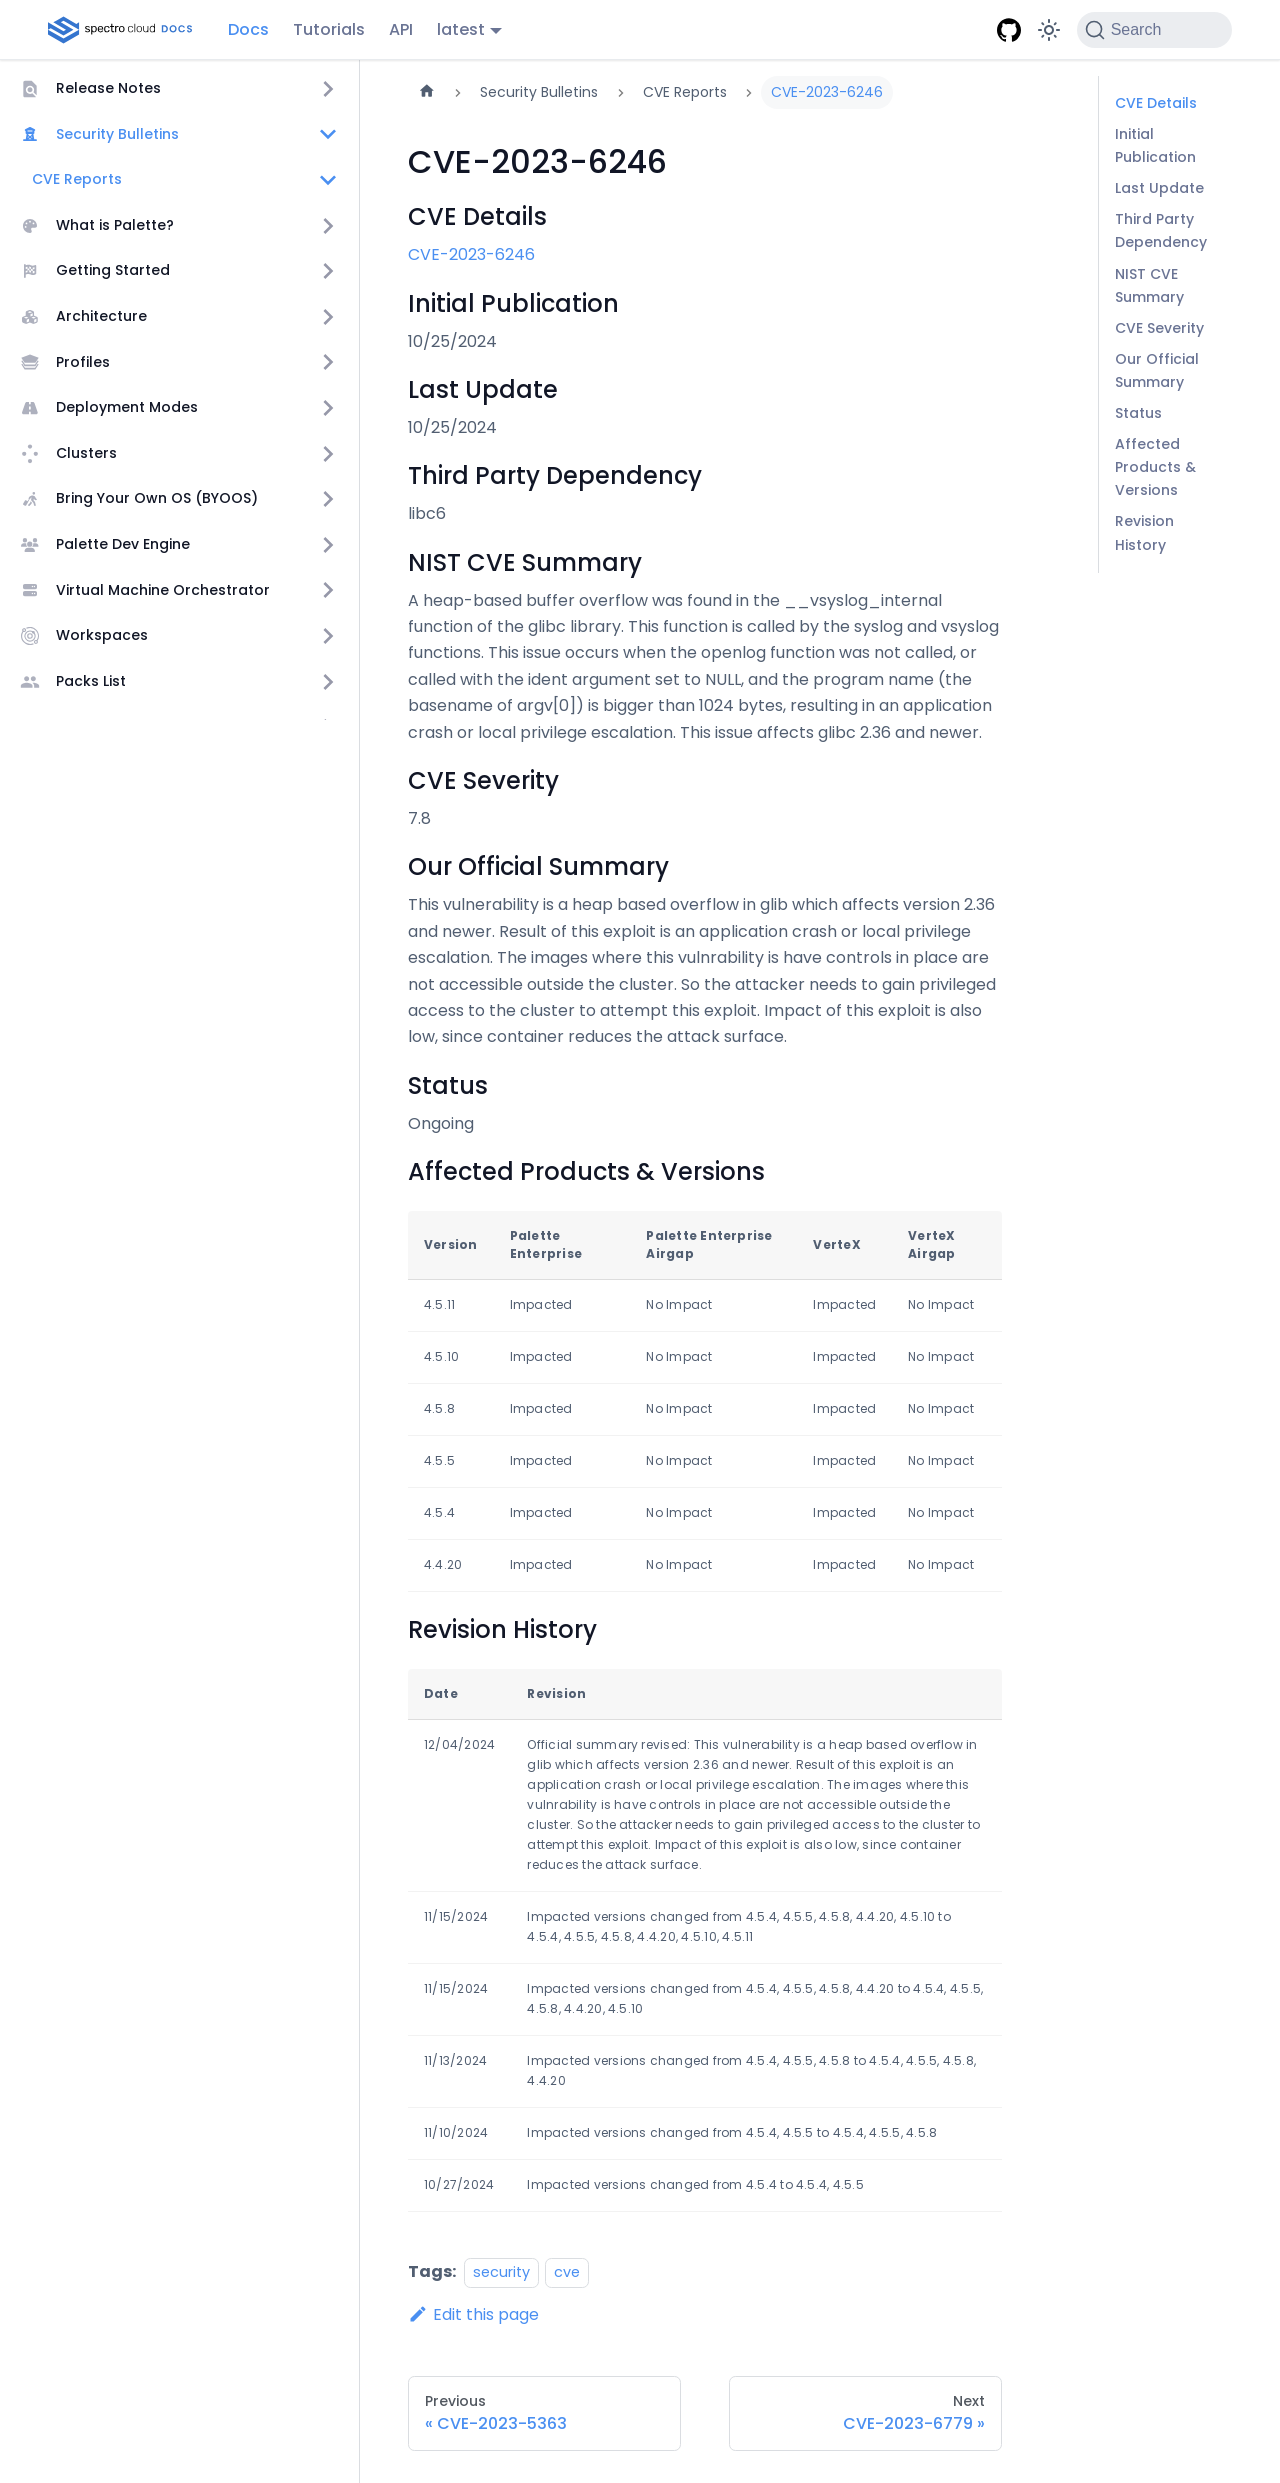 spectro cloud DOCS Docs Tutorials API latest Search
Release Notes
Security Bulletins
CVE Reports
What is Palette?
Getting Started
Architecture
Profiles
Deployment Modes
Clusters
Bring Your Own OS (BYOOS)
Palette Dev Engine
Virtual Machine Orchestrator
Workspaces
Packs List
Security Bulletins CVE Reports CVE-2023-6246
CVE-2023-6246
CVE Details
CVE-2023-6246
Initial Publication
10/25/2024
Last Update
10/25/2024
Third Party Dependency
libc6
NIST CVE Summary
A heap-based buffer overflow was found in the __vsyslog_internal
function of the glibc library. This function is called by the syslog and vsyslog
functions. This issue occurs when the openlog function was not called, or
called with the ident argument set to NULL, and the program name (the
basename of argv[0]) is bigger than 1024 bytes, resulting in an application
crash or local privilege escalation. This issue affects glibc 2.36 and newer.
CVE Severity
7.8
Our Official Summary
This vulnerability is a heap based overflow in glib which affects version 2.36
and newer. Result of this exploit is an application crash or local privilege
escalation. The images where this vulnrability is have controls in place are
not accessible outside the cluster. So the attacker needs to gain privileged
access to the cluster to attempt this exploit. Impact of this exploit is also
low, since container reduces the attack surface.
Status
Ongoing
Affected Products & Versions
Version Palette Enterprise Palette Enterprise Airgap VerteX VerteX Airgap
4.5.11 Impacted No Impact Impacted No Impact
4.5.10 Impacted No Impact Impacted No Impact
4.5.8 Impacted No Impact Impacted No Impact
4.5.5 Impacted No Impact Impacted No Impact
4.5.4 Impacted No Impact Impacted No Impact
4.4.20 Impacted No Impact Impacted No Impact
Revision History
Date Revision
12/04/2024 Official summary revised: This vulnerability is a heap based overflow in
glib which affects version 2.36 and newer. Result of this exploit is an
application crash or local privilege escalation. The images where this
vulnrability is have controls in place are not accessible outside the
cluster. So the attacker needs to gain privileged access to the cluster to
attempt this exploit. Impact of this exploit is also low, since container
reduces the attack surface.
11/15/2024 Impacted versions changed from 4.5.4, 4.5.5, 4.5.8, 4.4.20, 4.5.10 to
4.5.4, 4.5.5, 4.5.8, 4.4.20, 4.5.10, 4.5.11
11/15/2024 Impacted versions changed from 4.5.4, 4.5.5, 4.5.8, 4.4.20 to 4.5.4, 4.5.5,
4.5.8, 4.4.20, 4.5.10
11/13/2024 Impacted versions changed from 4.5.4, 4.5.5, 4.5.8 to 4.5.4, 4.5.5, 4.5.8,
4.4.20
11/10/2024 Impacted versions changed from 4.5.4, 4.5.5 to 4.5.4, 4.5.5, 4.5.8
10/27/2024 Impacted versions changed from 4.5.4 to 4.5.4, 4.5.5
Tags: security cve
Edit this page
Previous
« CVE-2023-5363
Next
CVE-2023-6779 »
CVE Details
Initial
Publication
Last Update
Third Party
Dependency
NIST CVE
Summary
CVE Severity
Our Official
Summary
Status
Affected
Products &
Versions
Revision
History